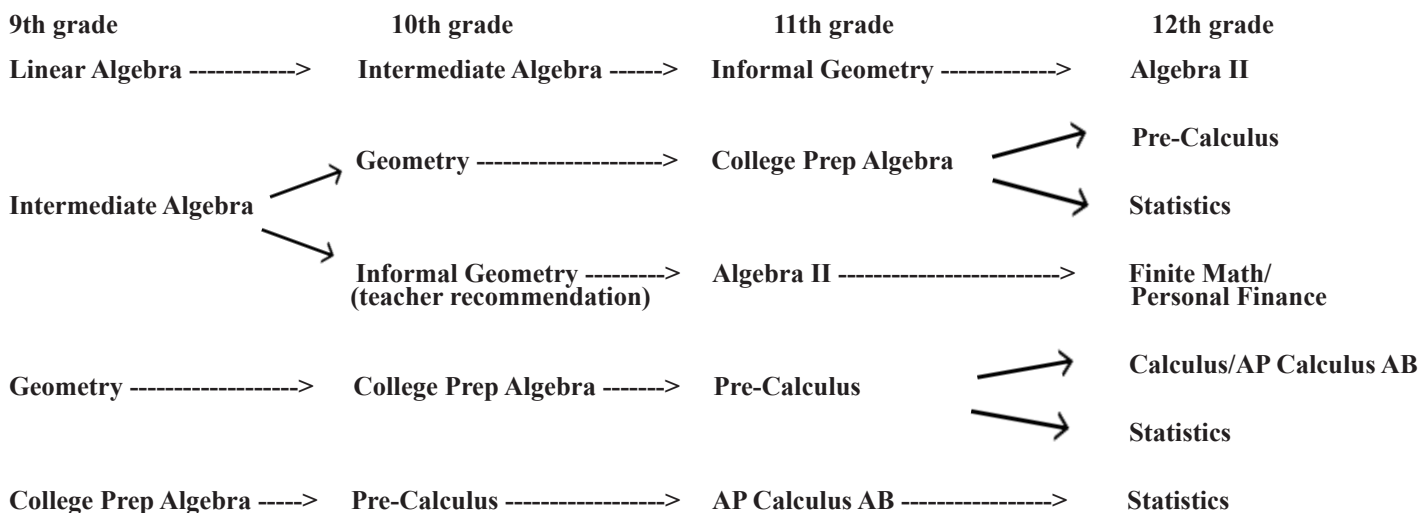 9th grade 10th grade 11th grade 12th grade
Linear Algebra ------------> Intermediate Algebra ------> Informal Geometry -------------> Algebra II
Pre-Calculus
Geometry ---------------------> College Prep Algebra
Intermediate Algebra Statistics
Informal Geometry ---------> Algebra II -------------------------> Finite Math/
(teacher recommendation) Personal Finance
Calculus/AP Calculus AB
Geometry -------------------> College Prep Algebra -------> Pre-Calculus
Statistics
College Prep Algebra -----> Pre-Calculus ------------------> AP Calculus AB ----------------> Statistics